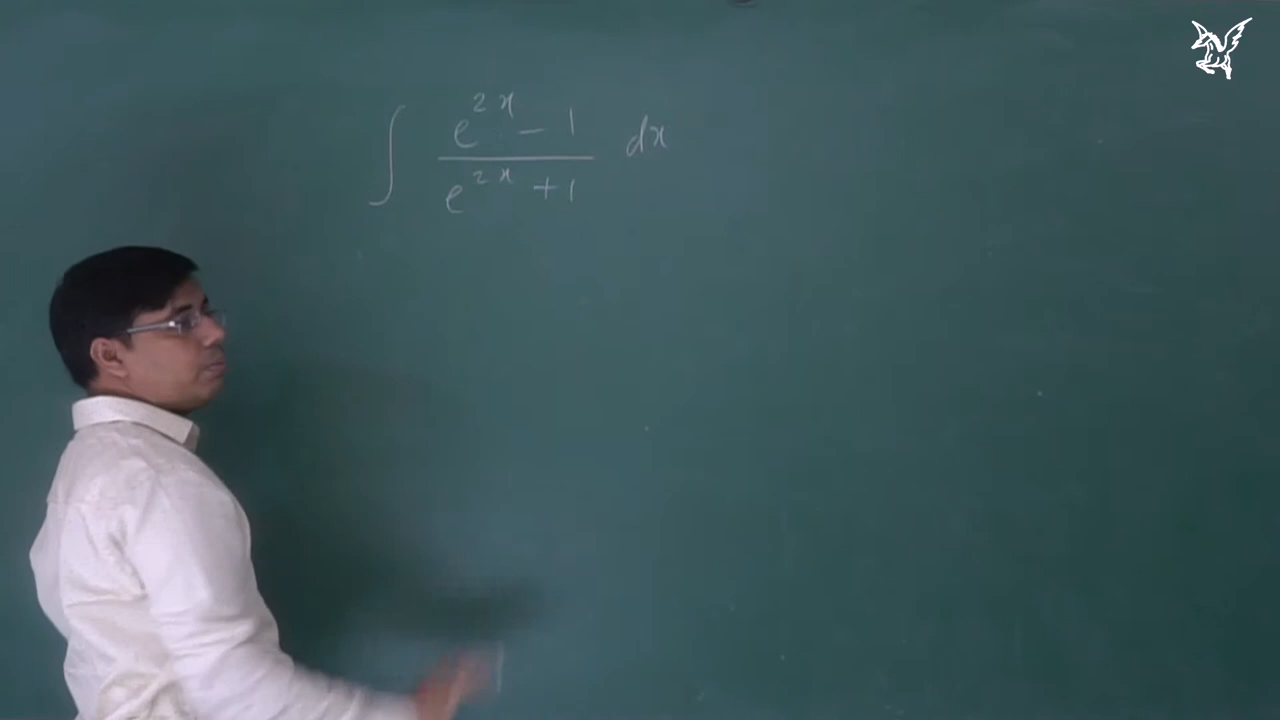 ∫ (e^{2x} - 1)/(e^{2x} + 1) dx